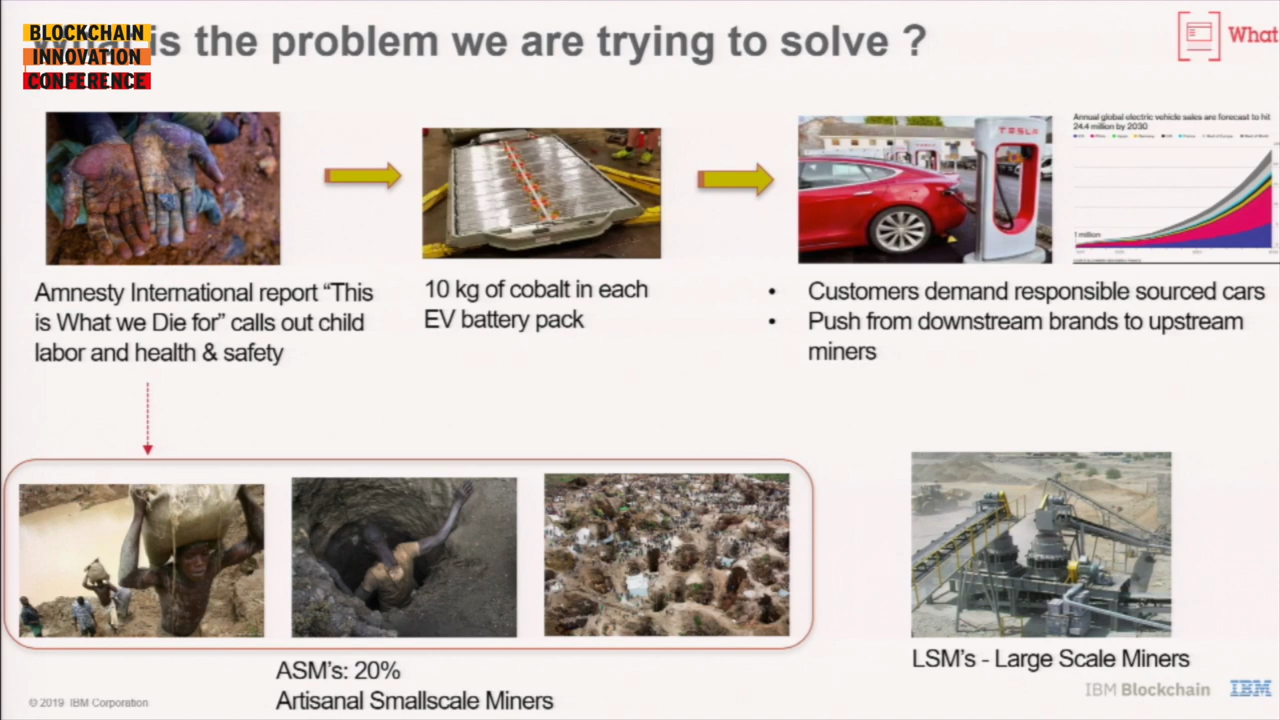 BLOCKCHAIN
INNOVATION
CONFERENCE
is the problem we are trying to solve ?
What
TESLA
Annual global electric vehicle sales are forecast to hit
24.4 million by 2030
1 million
Amnesty International report “This
is What we Die for” calls out child
labor and health & safety
10 kg of cobalt in each
EV battery pack
• Customers demand responsible sourced cars
• Push from downstream brands to upstream
miners
ASM’s: 20%
Artisanal Smallscale Miners
LSM’s - Large Scale Miners
© 2019 IBM Corporation
IBM Blockchain
IBM